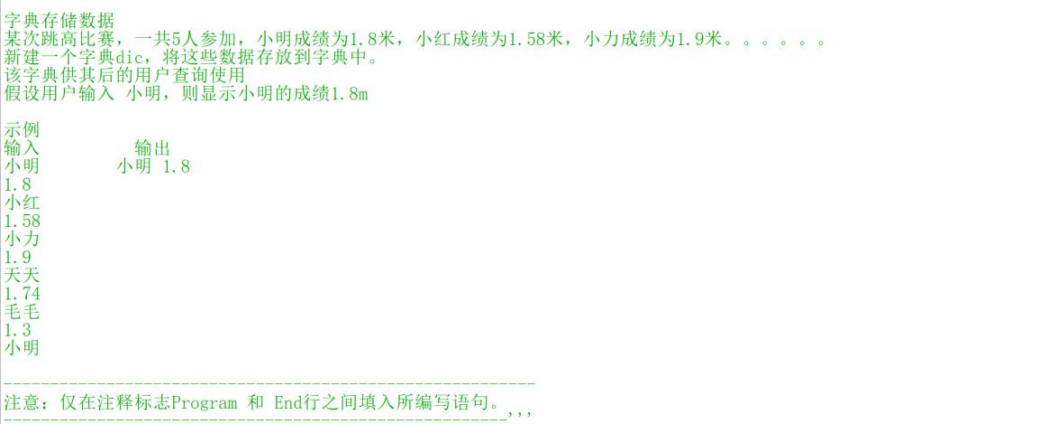 字典存储数据
某次跳高比赛，一共5人参加，小明成绩为1.8米，小红成绩为1.58米，小力成绩为1.9米。。。。。。
新建一个字典dic，将这些数据存放到字典中。
该字典供其后的用户查询使用
假设用户输入 小明，则显示小明的成绩1.8m
示例
输入 输出
小明 小明 1.8
1.8
小红
1.58
小力
1.9
天天
1.74
毛毛
1.3
小明
---------------------------------------------------------
注意：仅在注释标志Program 和 End行之间填入所编写语句。
------------------------------------------------------'''